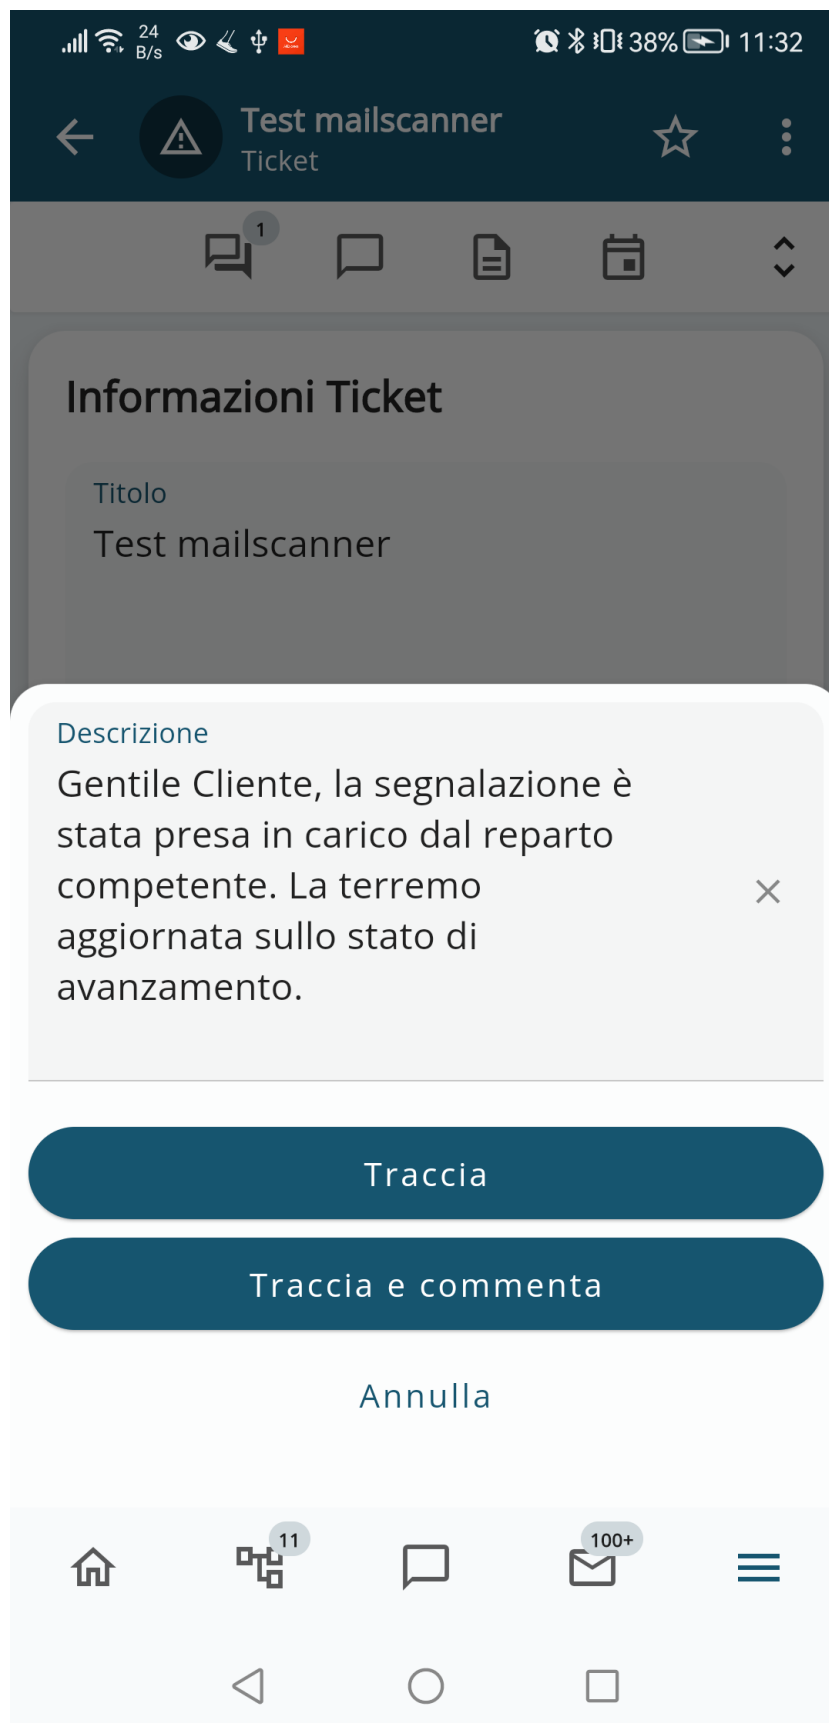 24
B/s
38%
11:32
Test mailscanner
Ticket
1
Informazioni Ticket
Titolo
Test mailscanner
Descrizione
Gentile Cliente, la segnalazione è
stata presa in carico dal reparto
competente. La terremo
aggiornata sullo stato di
avanzamento.
Traccia
Traccia e commenta
Annulla
11
100+